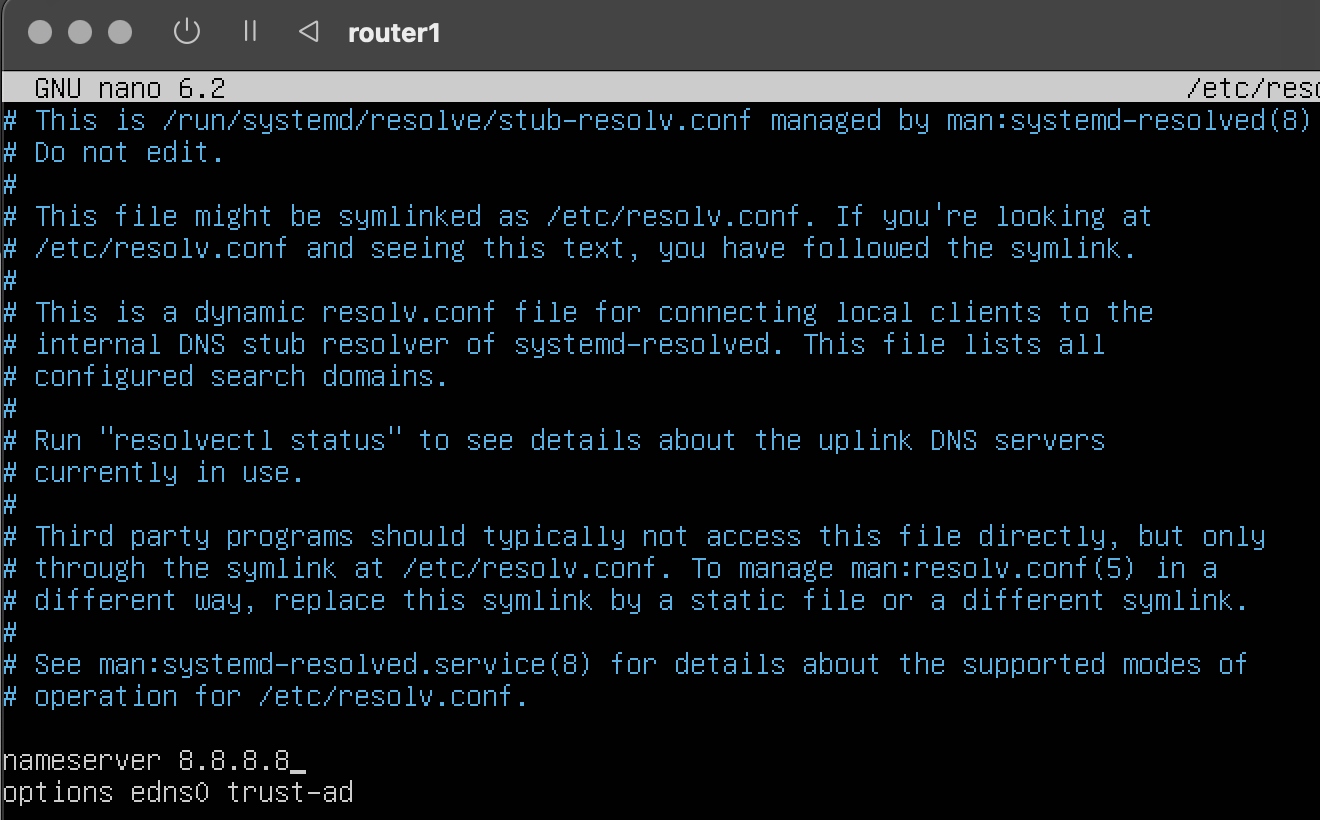 router1
GNU nano 6.2 /etc/reso
# This is /run/systemd/resolve/stub-resolv.conf managed by man:systemd-resolved(8)
# Do not edit.
#
# This file might be symlinked as /etc/resolv.conf. If you're looking at
# /etc/resolv.conf and seeing this text, you have followed the symlink.
#
# This is a dynamic resolv.conf file for connecting local clients to the
# internal DNS stub resolver of systemd-resolved. This file lists all
# configured search domains.
#
# Run "resolvectl status" to see details about the uplink DNS servers
# currently in use.
#
# Third party programs should typically not access this file directly, but only
# through the symlink at /etc/resolv.conf. To manage man:resolv.conf(5) in a
# different way, replace this symlink by a static file or a different symlink.
#
# See man:systemd-resolved.service(8) for details about the supported modes of
# operation for /etc/resolv.conf.
nameserver 8.8.8.8
options edns0 trust-ad